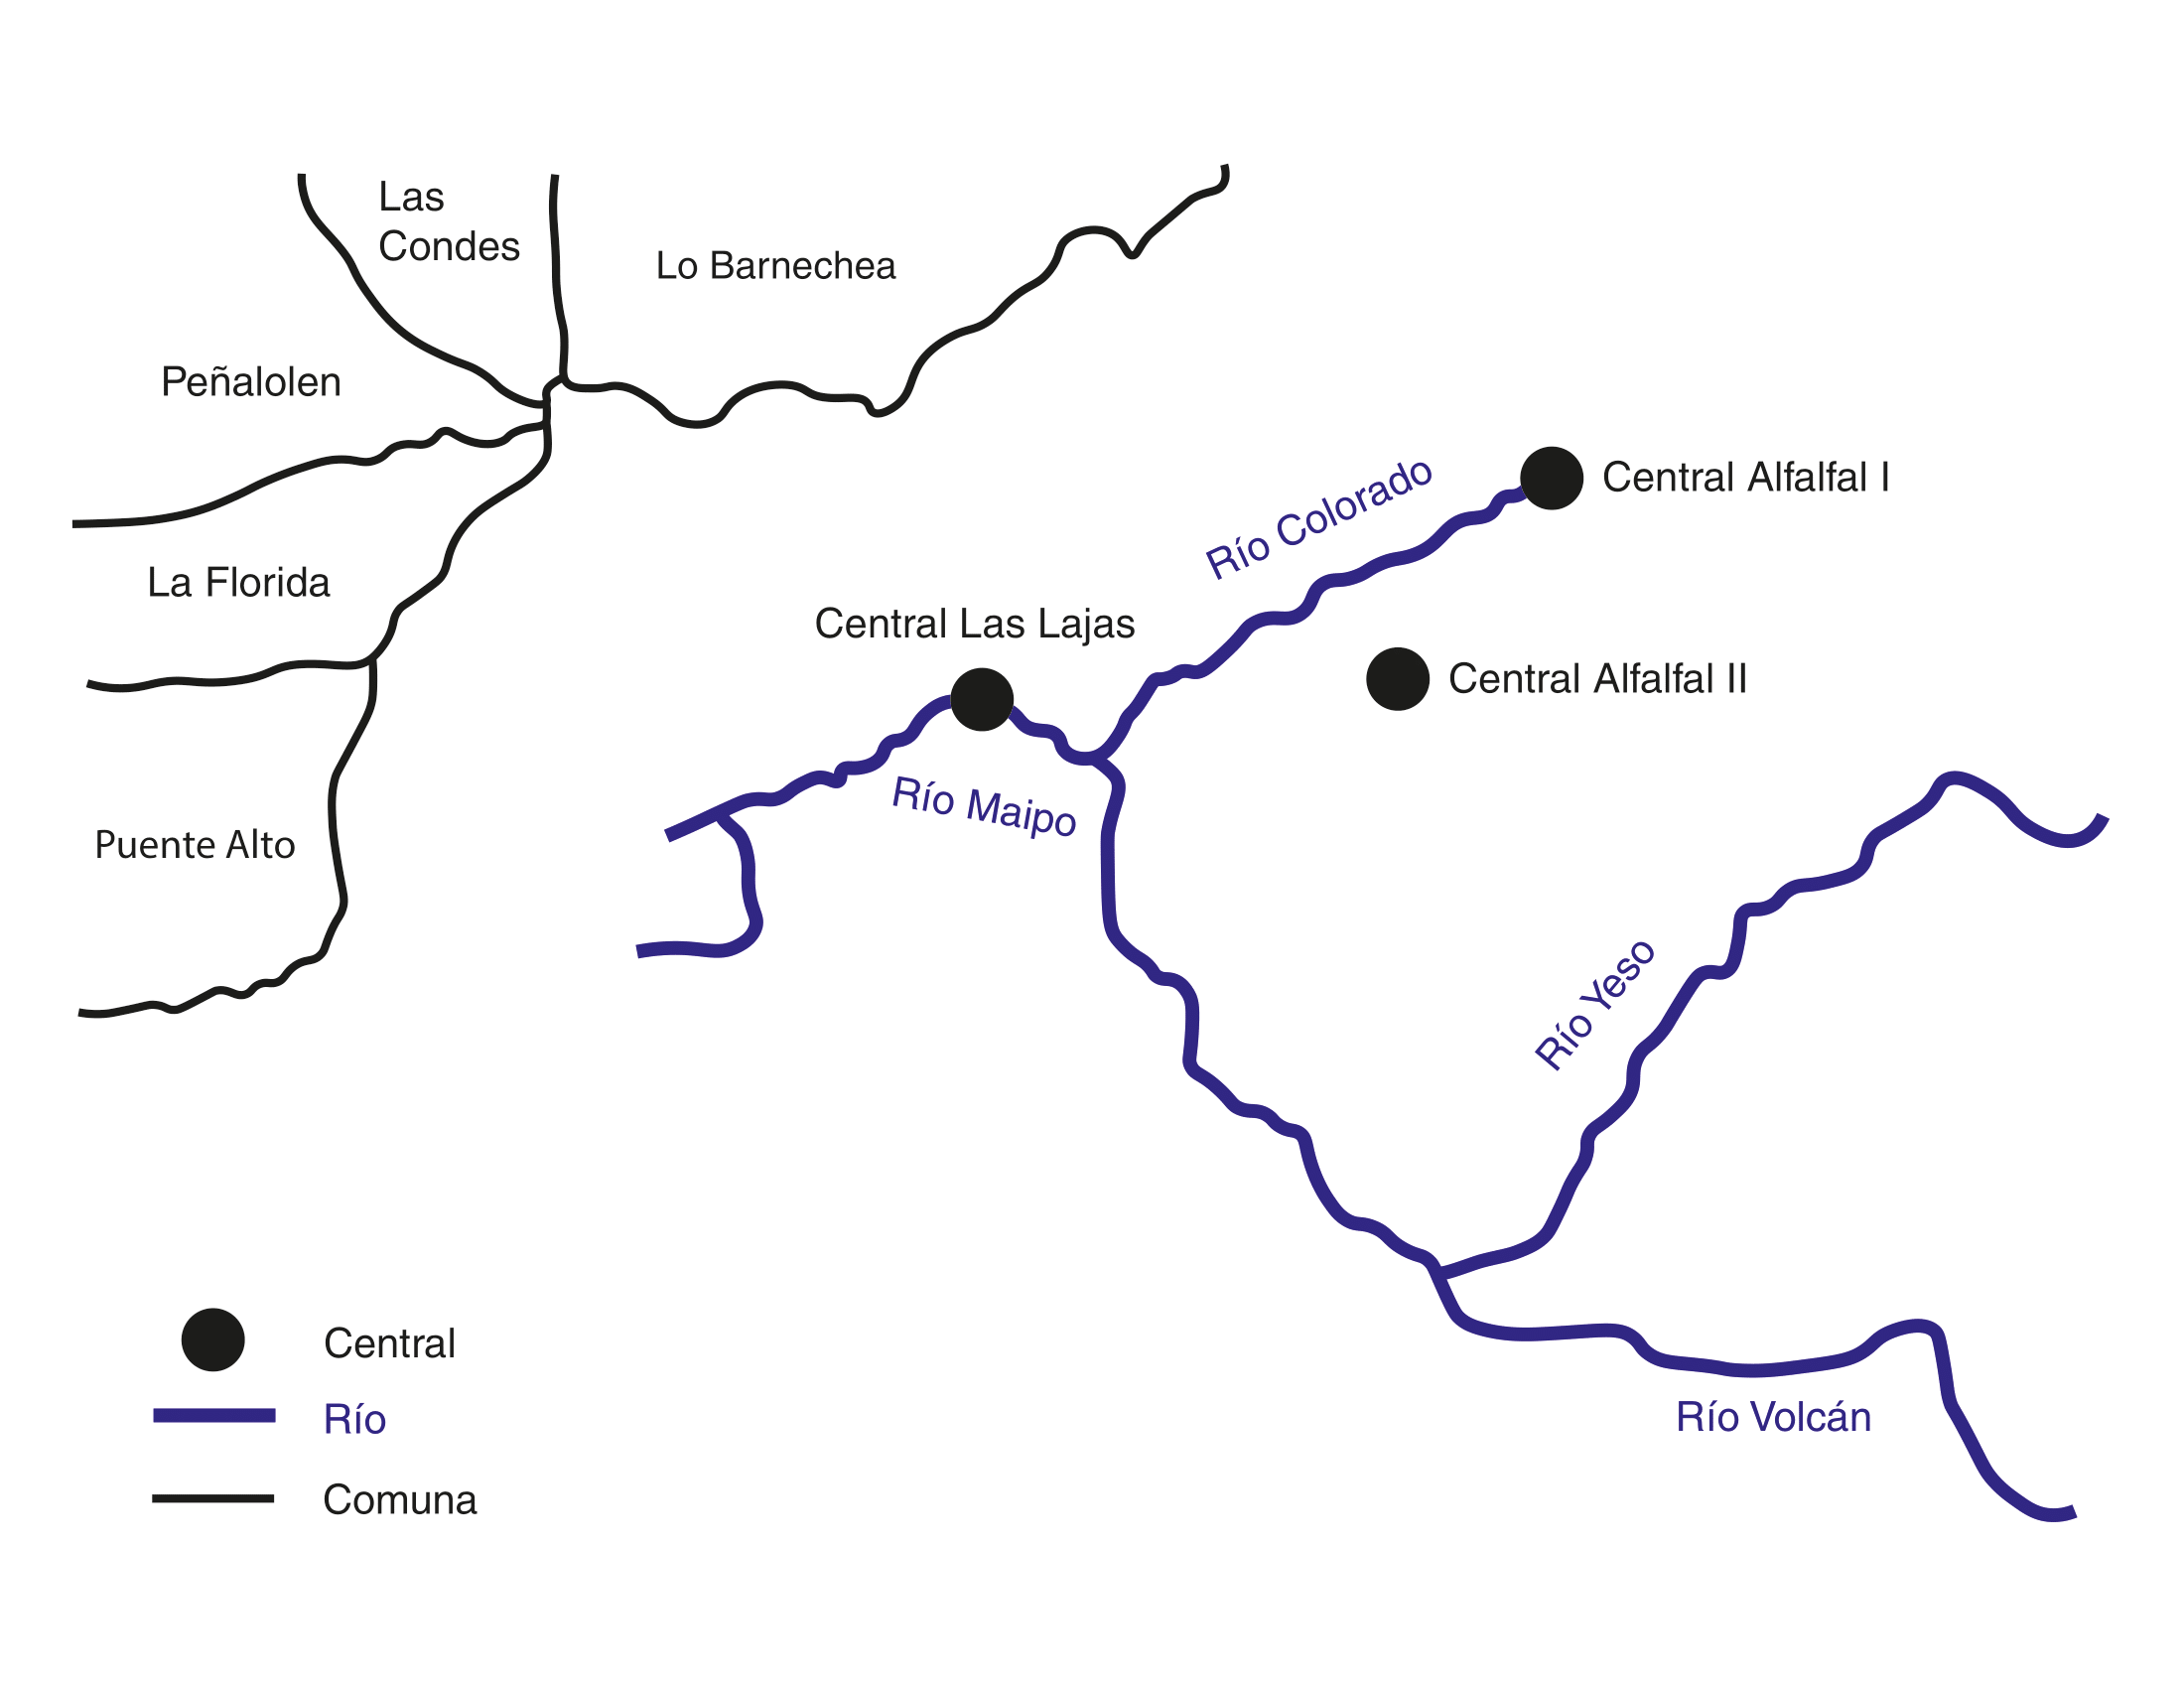 Las
Condes
Lo Barnechea
Peñalolen
La Florida
Puente Alto
Río Colorado
Central Alfalfal I
Central Las Lajas
Central Alfalfal II
Río Maipo
Río Yeso
Río Volcán
Central
Río
Comuna